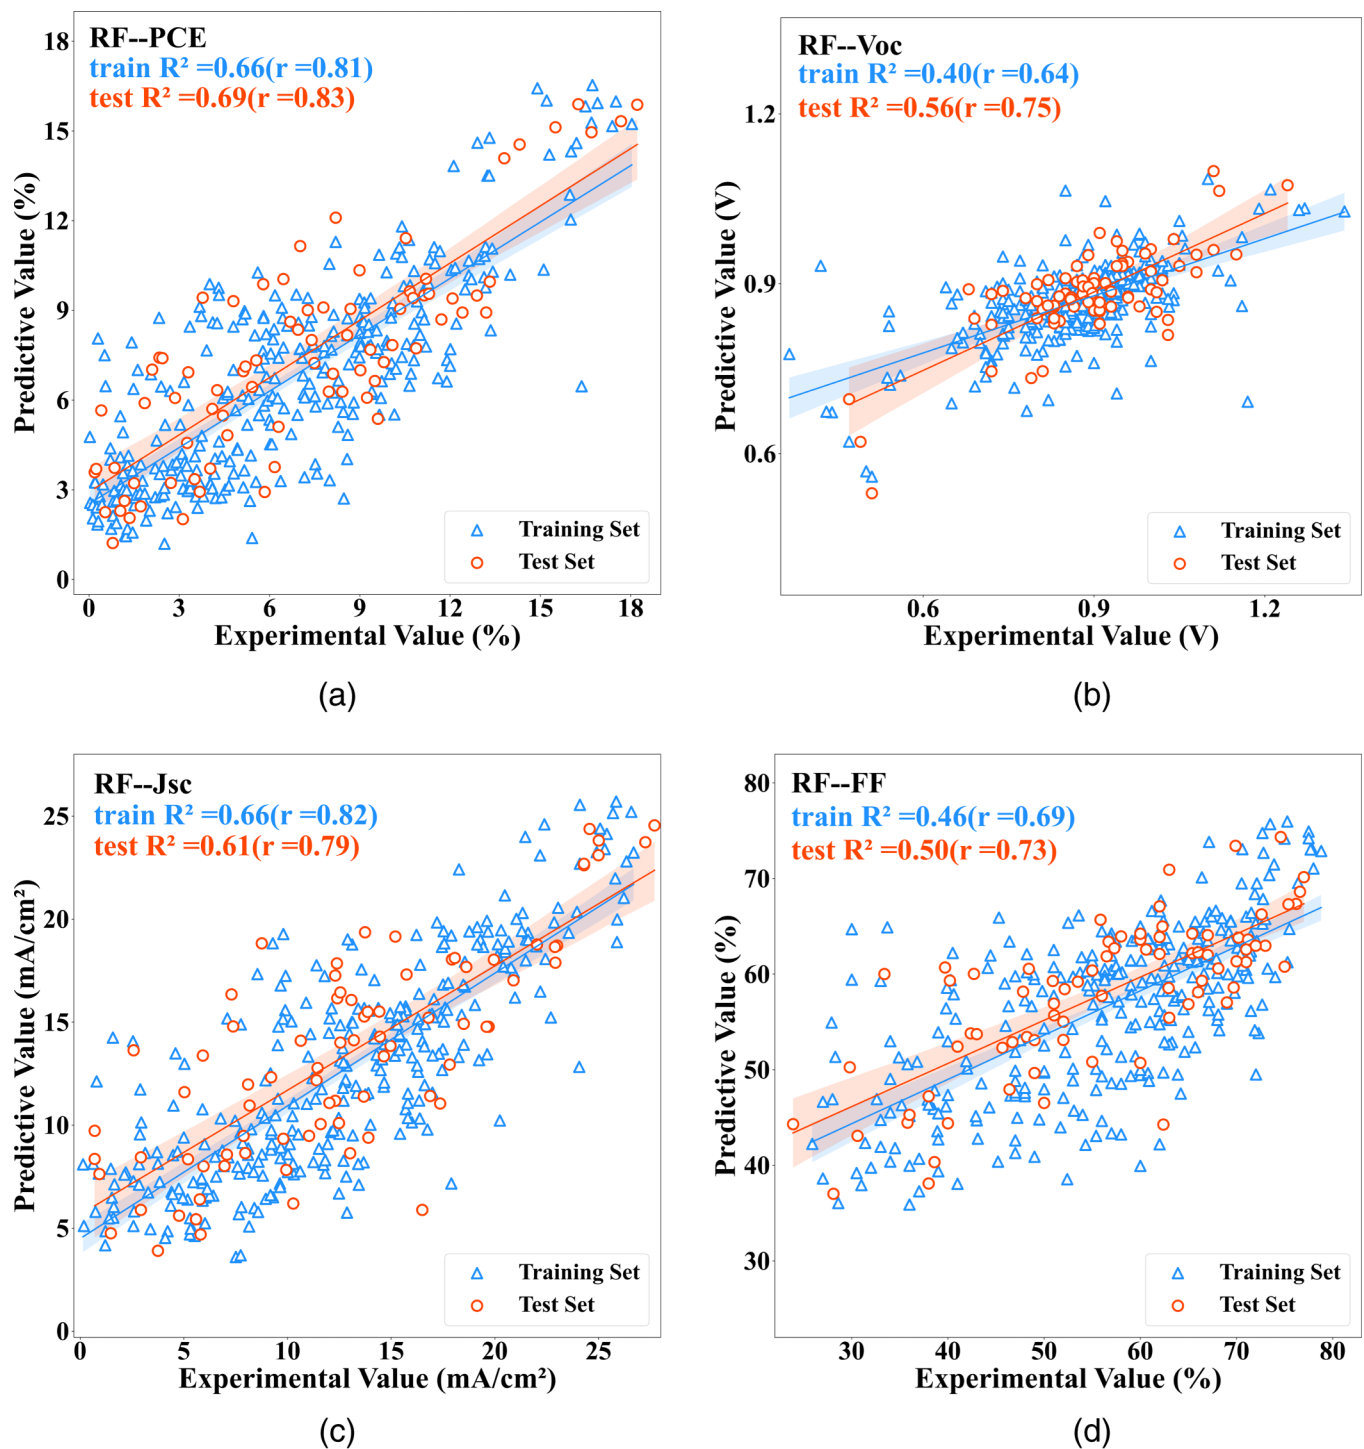 RF--PCE
train R² =0.66(r =0.81)
test R² =0.69(r =0.83)
18
15
12
9
6
3
0
Predictive Value (%)
Training Set
Test Set
0 3 6 9 12 15 18
Experimental Value (%)
(a)
RF--Voc
train R² =0.40(r =0.64)
test R² =0.56(r =0.75)
1.2
0.9
0.6
Predictive Value (V)
Training Set
Test Set
0.6 0.9 1.2
Experimental Value (V)
(b)
RF--Jsc
train R² =0.66(r =0.82)
test R² =0.61(r =0.79)
25
20
15
10
5
0
Predictive Value (mA/cm²)
Training Set
Test Set
0 5 10 15 20 25
Experimental Value (mA/cm²)
(c)
RF--FF
train R² =0.46(r =0.69)
test R² =0.50(r =0.73)
80
70
60
50
40
30
Predictive Value (%)
Training Set
Test Set
30 40 50 60 70 80
Experimental Value (%)
(d)